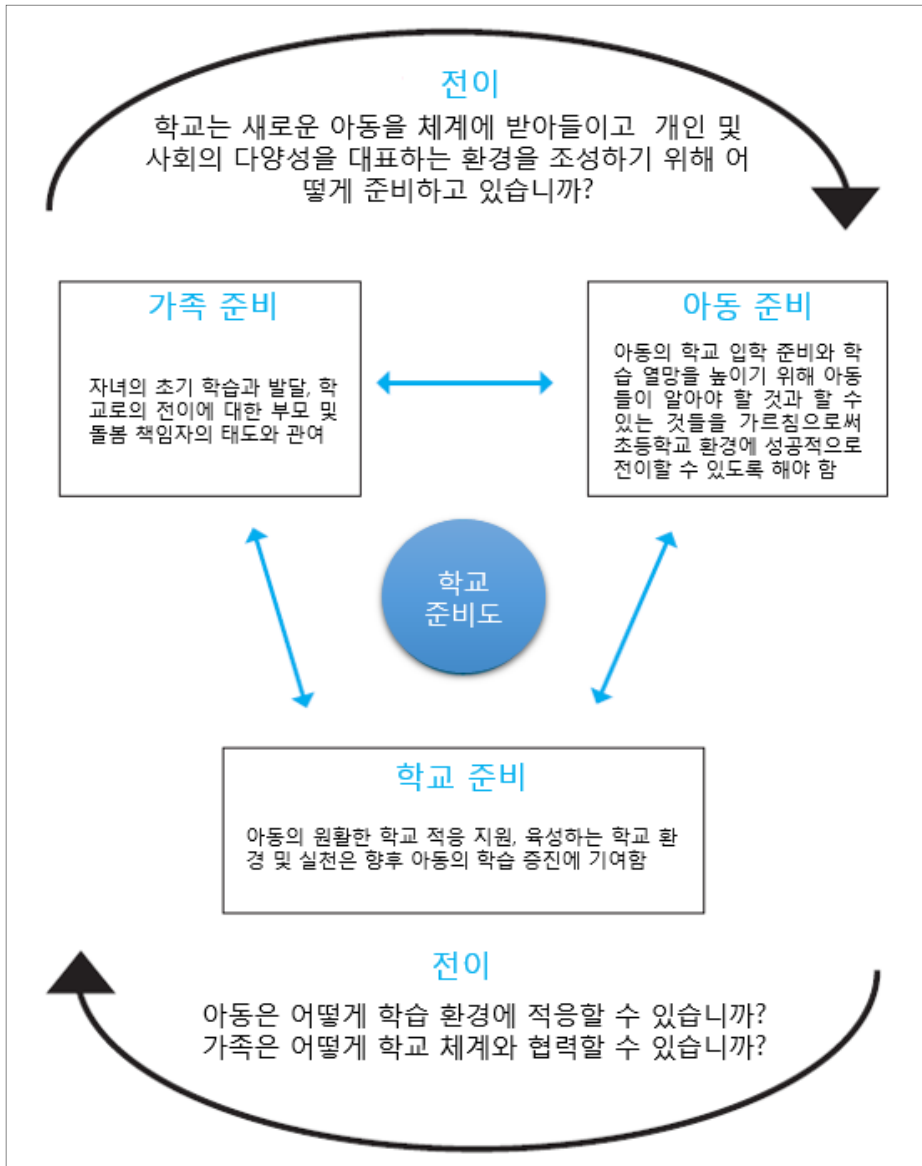 전이
학교는 새로운 아동을 체계에 받아들이고 개인 및
사회의 다양성을 대표하는 환경을 조성하기 위해 어
떻게 준비하고 있습니까?
가족 준비
자녀의 초기 학습과 발달, 학
교로의 전이에 대한 부모 및
돌봄 책임자의 태도와 관여
아동 준비
아동의 학교 입학 준비와 학
습 열망을 높이기 위해 아동
들이 알아야 할 것과 할 수
있는 것들을 가르침으로써
초등학교 환경에 성공적으로
전이할 수 있도록 해야 함
학교
준비도
학교 준비
아동의 원활한 학교 적응 지원, 육성하는 학교 환
경 및 실천은 향후 아동의 학습 증진에 기여함
전이
아동은 어떻게 학습 환경에 적응할 수 있습니까?
가족은 어떻게 학교 체계와 협력할 수 있습니까?